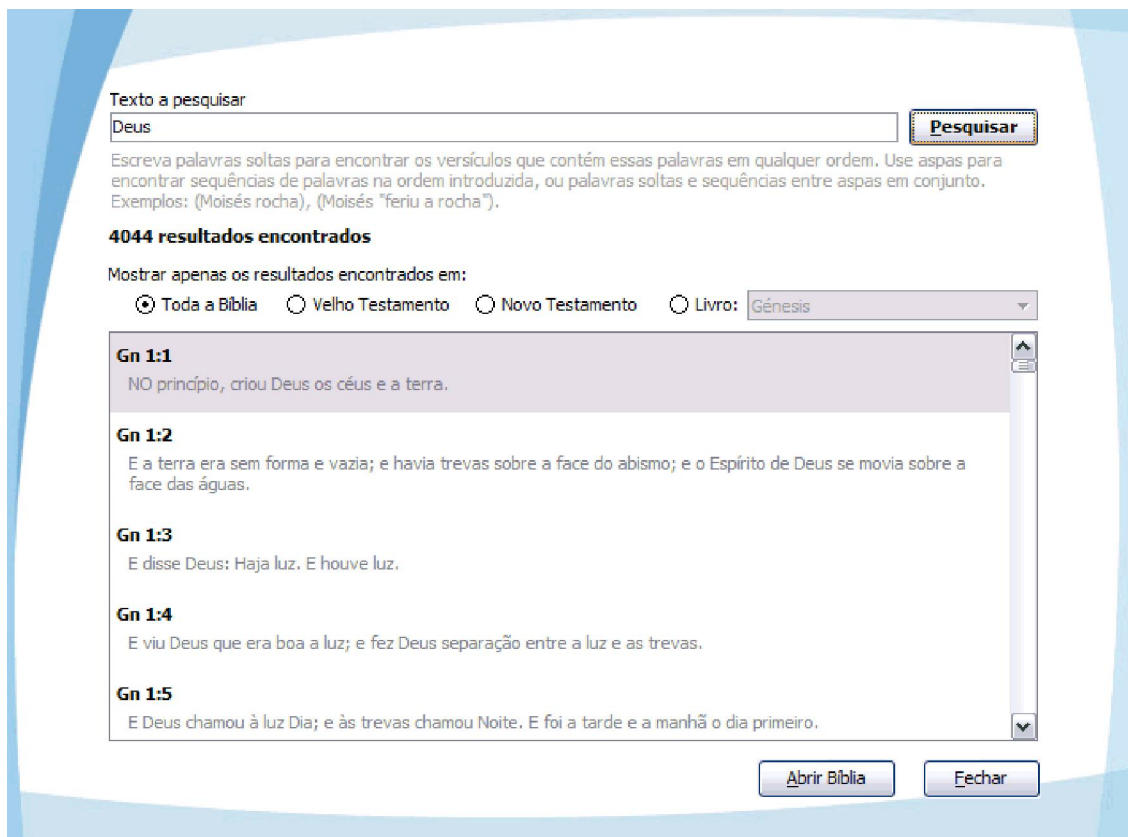 Texto a pesquisar
Deus
Pesquisar
Escreva palavras soltas para encontrar os versículos que contém essas palavras em qualquer ordem. Use aspas para
encontrar sequências de palavras na ordem introduzida, ou palavras soltas e sequências entre aspas em conjunto.
Exemplos: (Moisés rocha), (Moisés "feriu a rocha").
4044 resultados encontrados
Mostrar apenas os resultados encontrados em:
Toda a Bíblia Velho Testamento Novo Testamento Livro: Génesis
Gn 1:1
NO princípio, criou Deus os céus e a terra.
Gn 1:2
E a terra era sem forma e vazia; e havia trevas sobre a face do abismo; e o Espírito de Deus se movia sobre a
face das águas.
Gn 1:3
E disse Deus: Haja luz. E houve luz.
Gn 1:4
E viu Deus que era boa a luz; e fez Deus separação entre a luz e as trevas.
Gn 1:5
E Deus chamou à luz Dia; e às trevas chamou Noite. E foi a tarde e a manhã o dia primeiro.
Abrir Bíblia Fechar